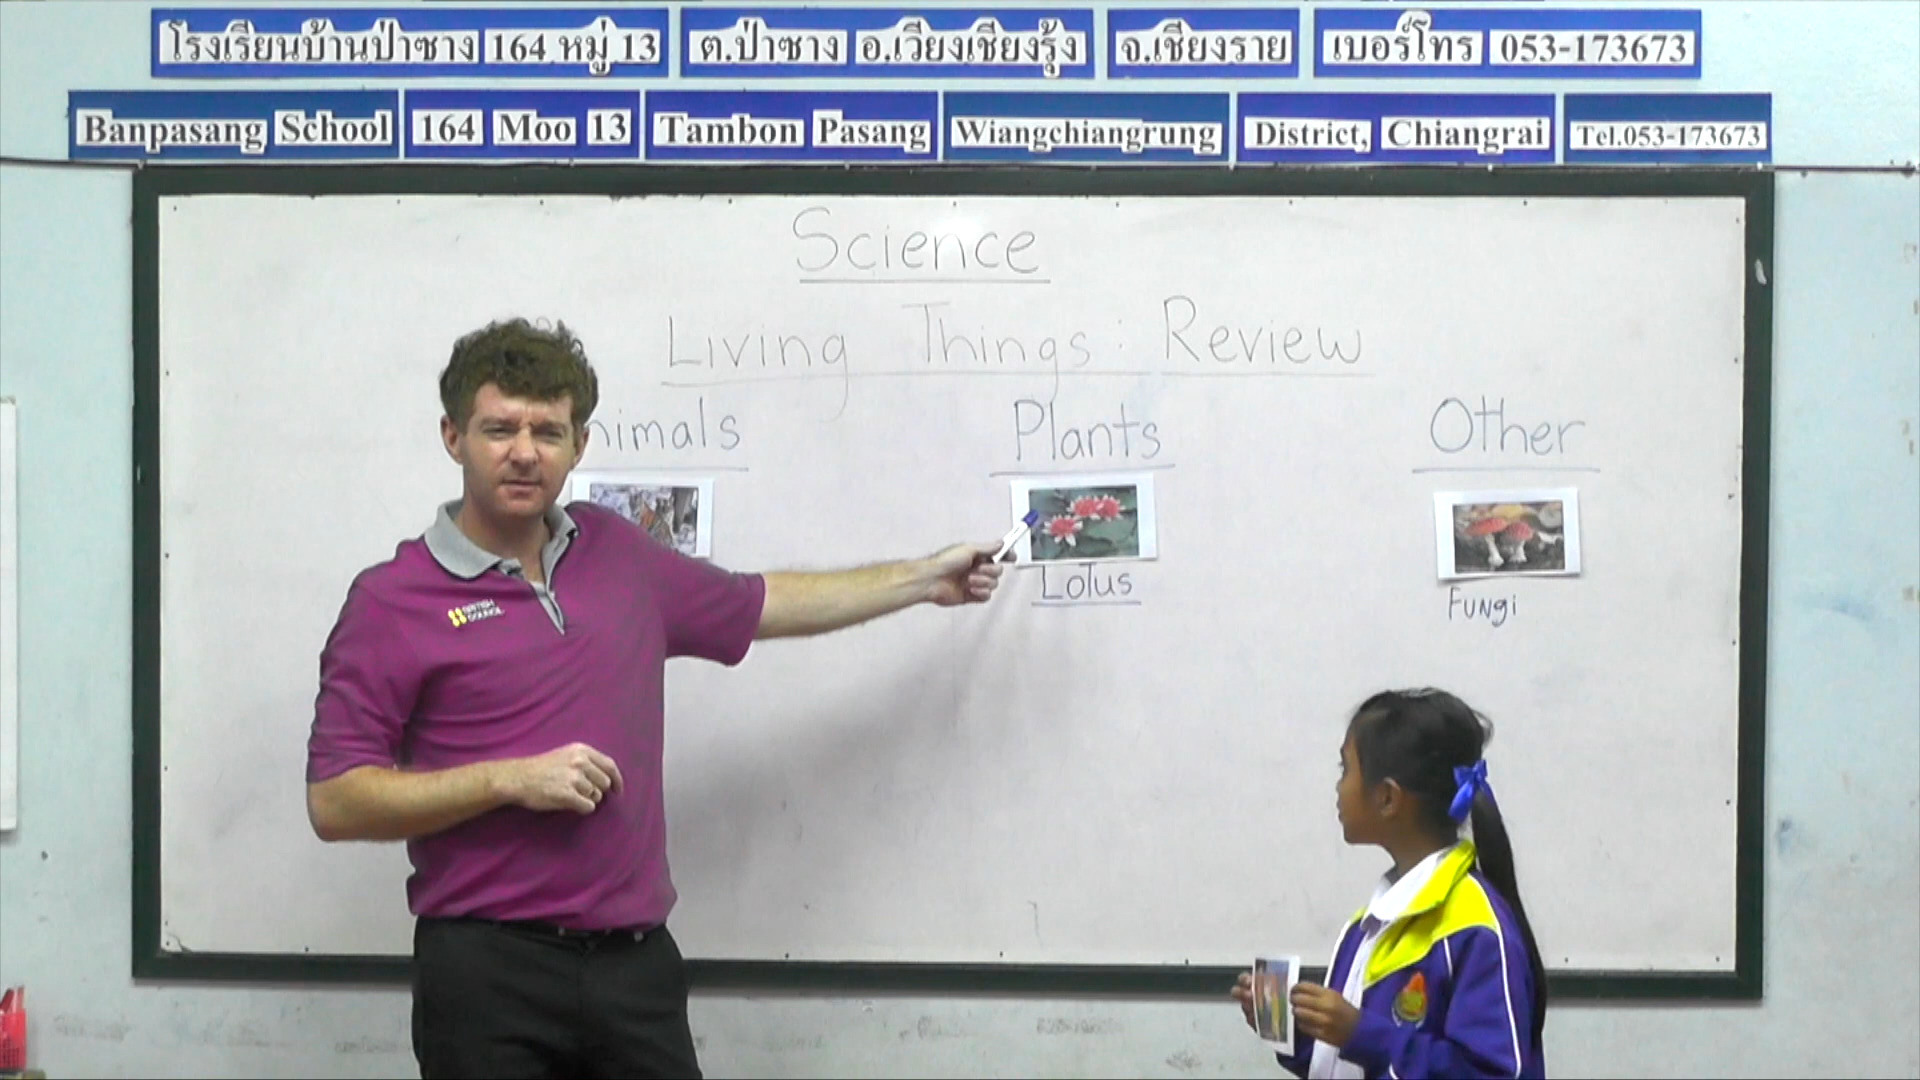 โรงเรียนบ้านป่าซาง 164 หมู่ 13 ต.ป่าซาง อ.เวียงเชียงรุ้ง จ.เชียงราย เบอร์โทร 053-173673
Banpasang School 164 Moo 13 Tambon Pasang Wiangchiangrung District, Chiangrai Tel.053-173673
Science
Living Things: Review
nimals Plants Other
Lotus
Fungi
BRITISH
COUNCIL